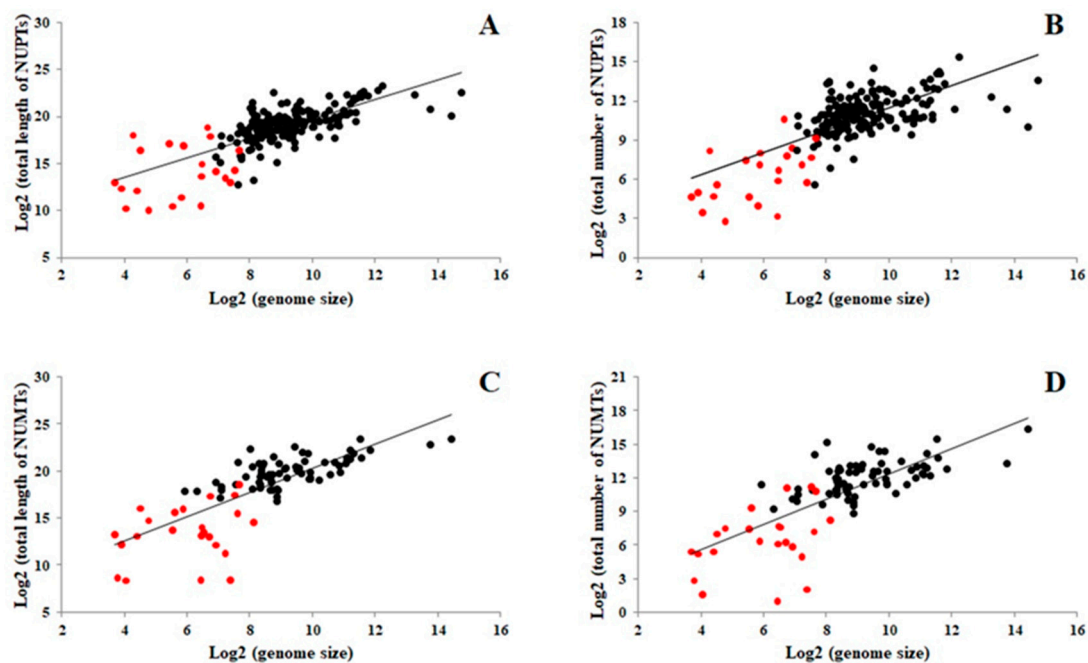 A
Log2 (total length of NUPTs)
30
25
20
15
10
5
2 4 6 8 10 12 14 16
Log2 (genome size)
B
Log2 (total number of NUPTs)
18
15
12
9
6
3
0
2 4 6 8 10 12 14 16
Log2 (genome size)
C
Log2 (total length of NUMTs)
30
25
20
15
10
5
2 4 6 8 10 12 14 16
Log2 (genome size)
D
Log2 (total number of NUMTs)
21
18
15
12
9
6
3
0
2 4 6 8 10 12 14 16
Log2 (genome size)